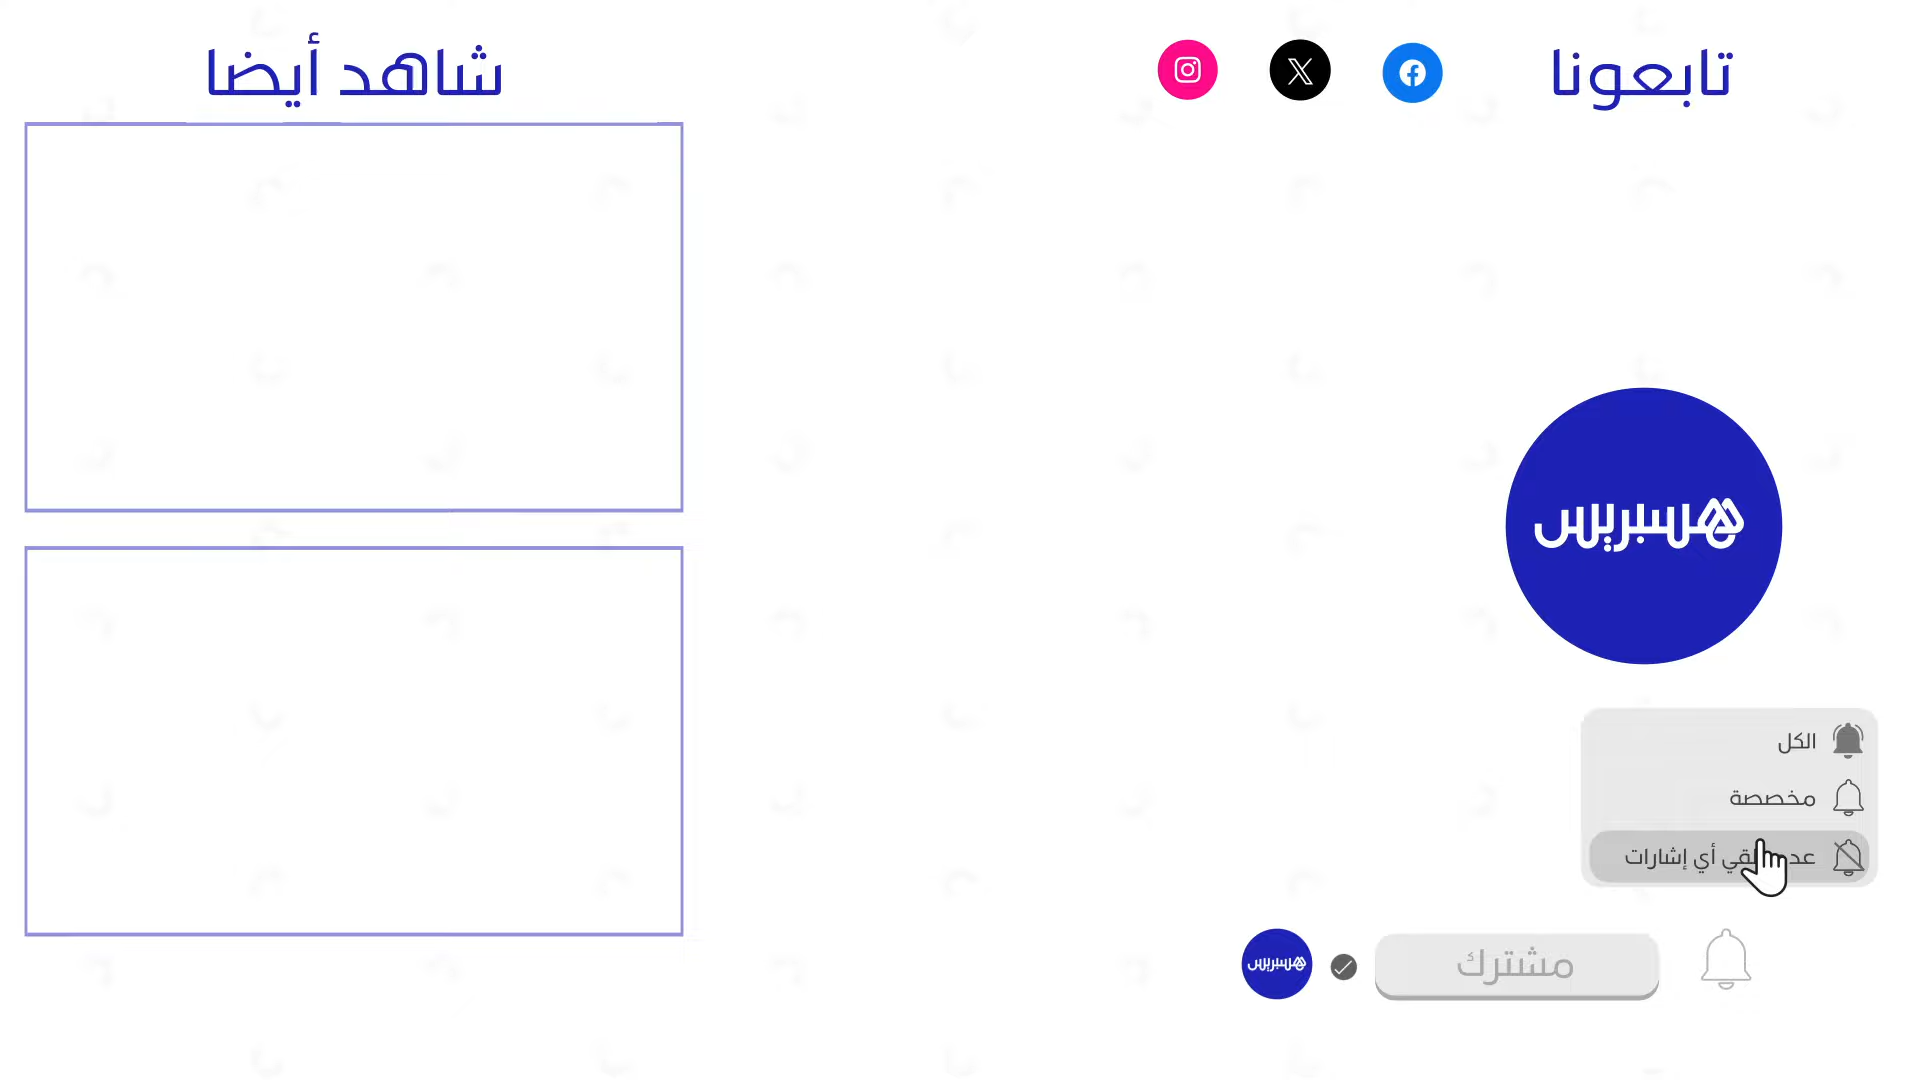 تابعونا
شاهد أيضا
هسبريس
الكل
مخصصة
أي إشارات
هسبريس
مشترك